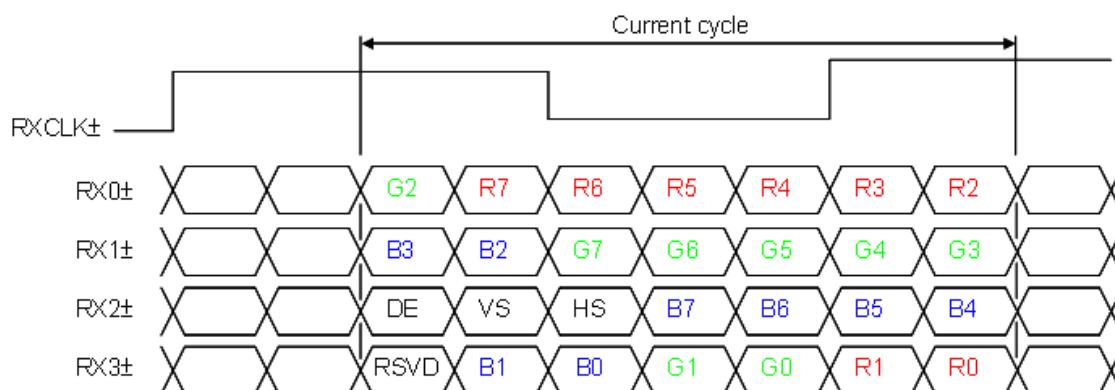 Current cycle
RXCLK±
RX0± G2 R7 R6 R5 R4 R3 R2
RX1± B3 B2 G7 G6 G5 G4 G3
RX2± DE VS HS B7 B6 B5 B4
RX3± RSVD B1 B0 G1 G0 R1 R0